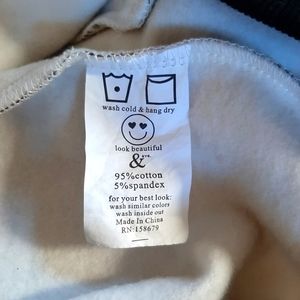 wash cold & hang dry
look beautiful
&
95%cotton
5%spandex
for your best look:
wash similar colors
wash inside out
Made In China
RN:158679